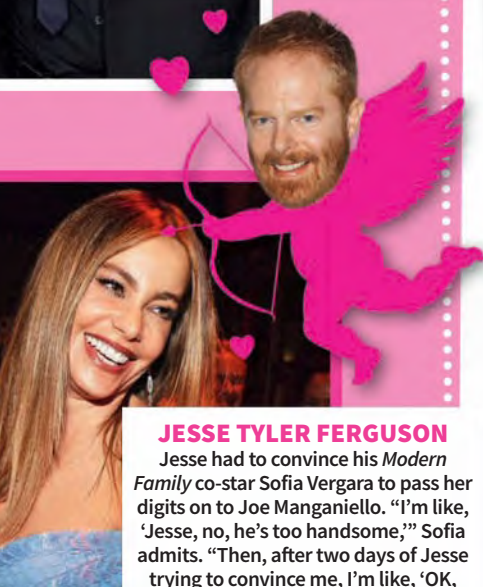 JESSE TYLER FERGUSON
Jesse had to convince his Modern
Family co-star Sofia Vergara to pass her
digits on to Joe Manganiello. “I’m like,
‘Jesse, no, he’s too handsome,’” Sofia
admits. “Then, after two days of Jesse
trying to convince me, I’m like, ‘OK,